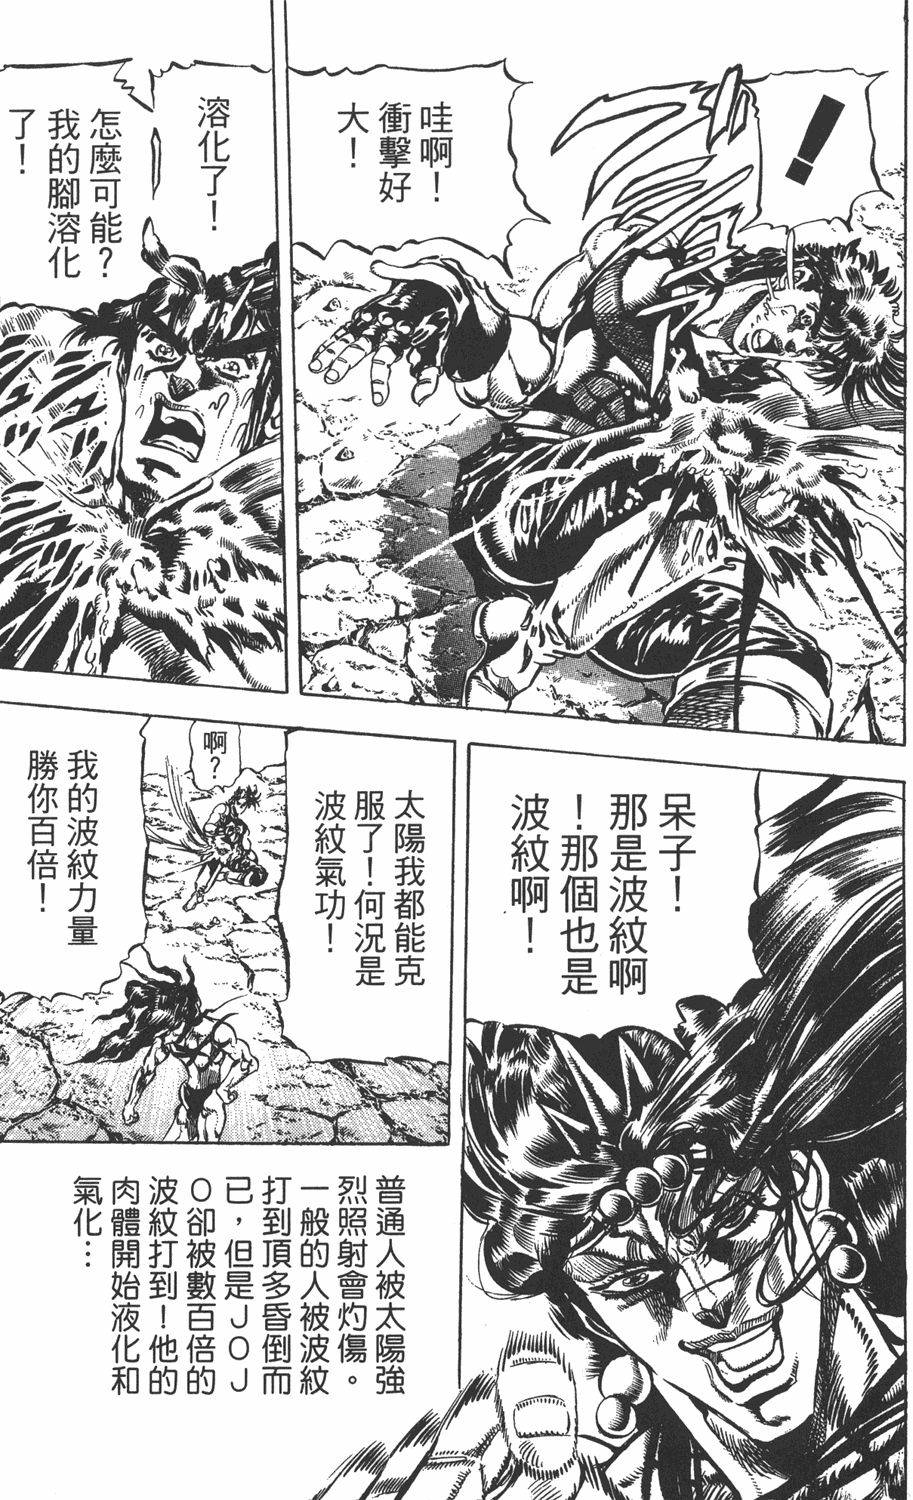 ！
哇啊！
衝擊好
大！
溶化了！
怎麼可能？
我的腳溶化
了！
呆子！
那是波紋啊
！那個也是
波紋啊！
太陽我都能克
服了！何況是
波紋氣功！
啊？
我的波紋力量
勝你百倍！
普通人被太陽強
烈照射會灼傷。
一般的人被波紋
打到頂多昏倒而
已，但是ＪＯＪ
Ｏ卻被數百倍的
波紋打到！他的
肉體開始液化和
氣化…